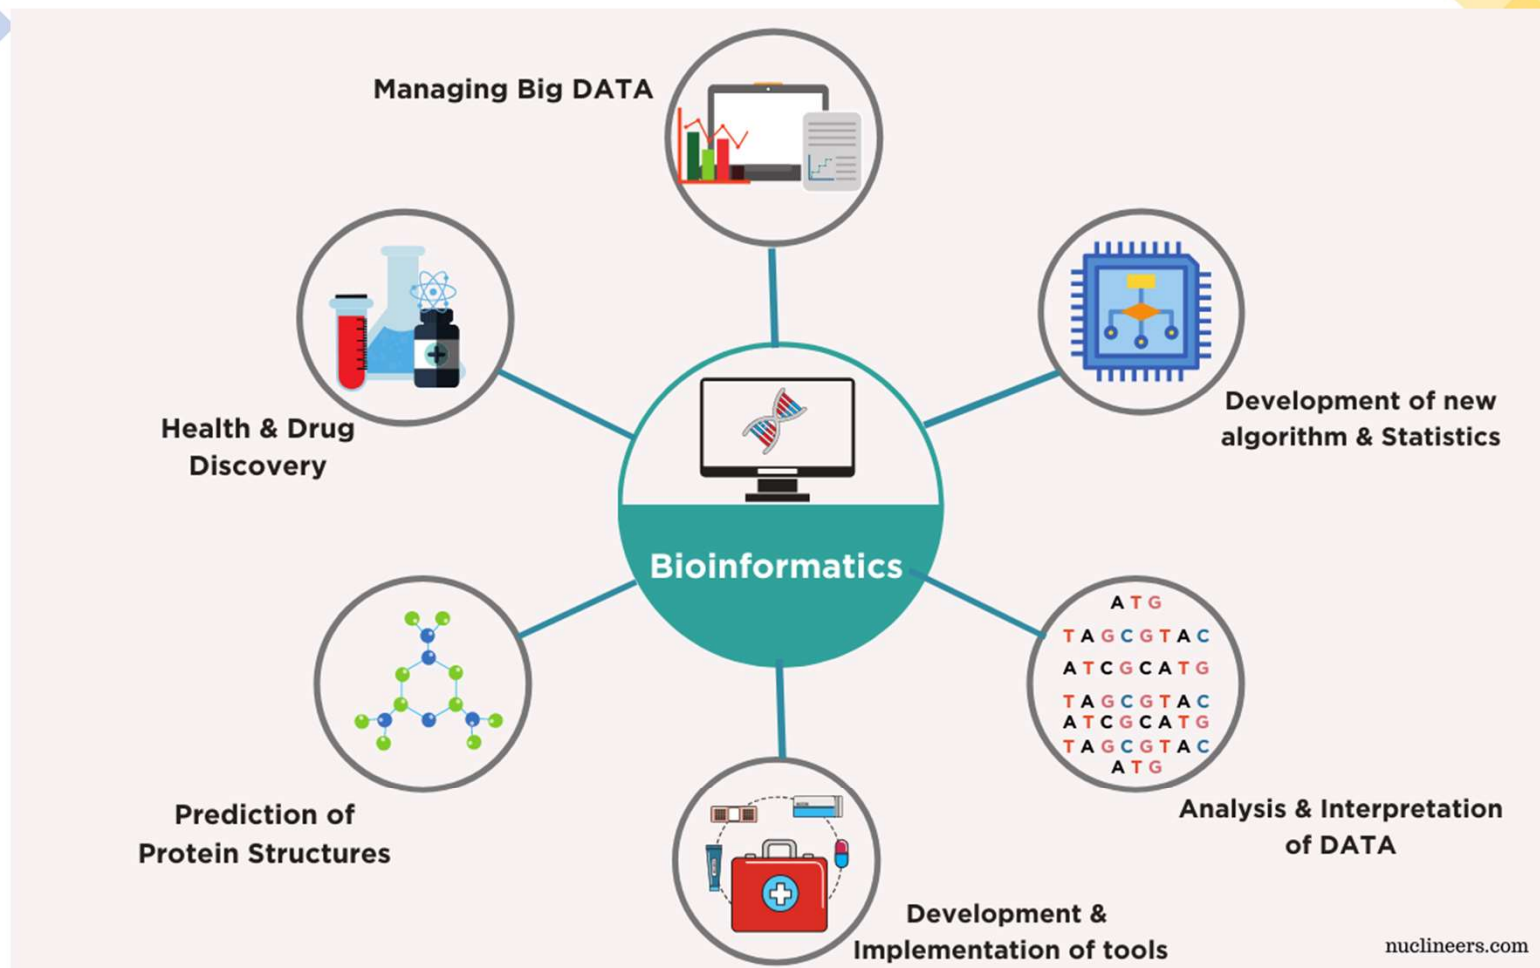 Managing Big DATA
Development of new
algorithm & Statistics
Health & Drug
Discovery
Bioinformatics
A T G
T A G C G T A C
A T C G C A T G
T A G C G T A C
A T C G C A T G
T A G C G T A C
A T G
Prediction of
Protein Structures
Analysis & Interpretation
of DATA
Development &
Implementation of tools
nuclineers.com